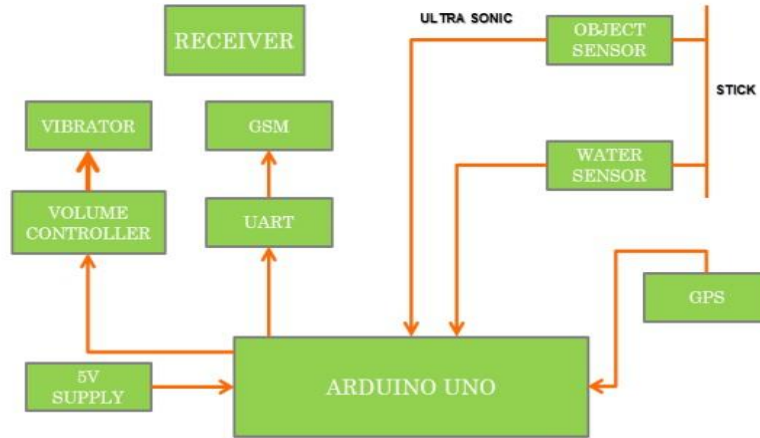 ULTRA SONIC
RECEIVER
OBJECT
SENSOR
STICK
VIBRATOR
GSM
WATER
SENSOR
VOLUME
CONTROLLER
UART
GPS
5V
SUPPLY
ARDUINO UNO